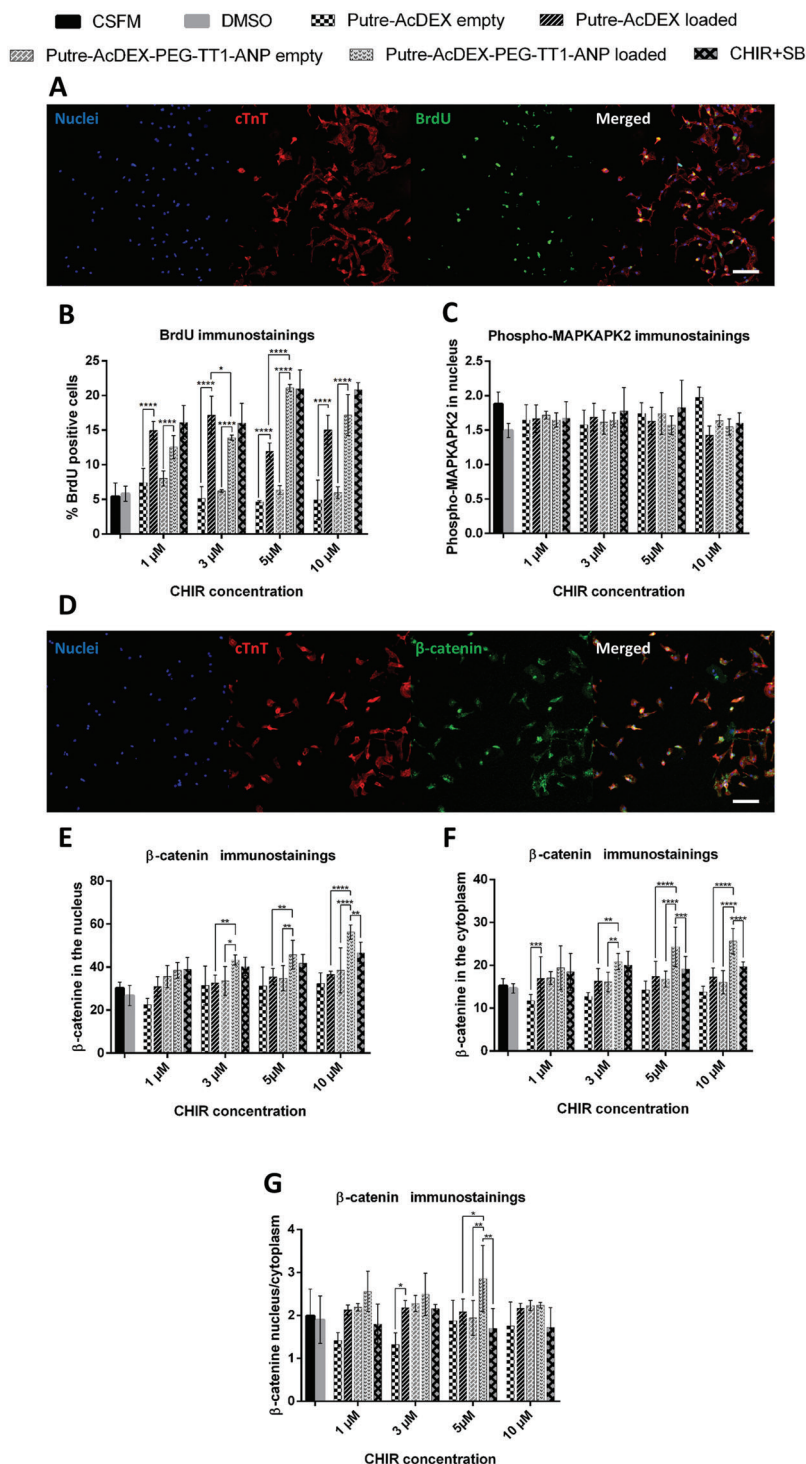 CSFM DMSO Putre-AcDEX empty Putre-AcDEX loaded
Putre-AcDEX-PEG-TT1-ANP empty Putre-AcDEX-PEG-TT1-ANP loaded CHIR+SB
A
Nuclei cTnT BrdU Merged
B
BrdU immunostainings
% BrdU positive cells
25
20
15
10
5
0
**** **** **** * **** **** **** **** **** ****
1 µM 3 µM 5µM 10 µM
CHIR concentration
C
Phospho-MAPKAPK2 immunostainings
Phospho-MAPKAPK2 in nucleus
2.5
2.0
1.5
1.0
0.5
0.0
1 µM 3 µM 5µM 10 µM
CHIR concentration
D
Nuclei cTnT β-catenin Merged
E
β-catenin immunostainings
β-catenine in the nucleus
80
60
40
20
0
** * ** ** **** **** **
1 µM 3 µM 5µM 10 µM
CHIR concentration
F
β-catenin immunostainings
β-catenine in the cytoplasm
40
30
20
10
0
*** ** ** **** **** *** **** **** ****
1 µM 3 µM 5µM 10 µM
CHIR concentration
G
β-catenin immunostainings
β-catenine nucleus/cytoplasm
4
3
2
1
0
* * ** **
1 µM 3 µM 5µM 10 µM
CHIR concentration